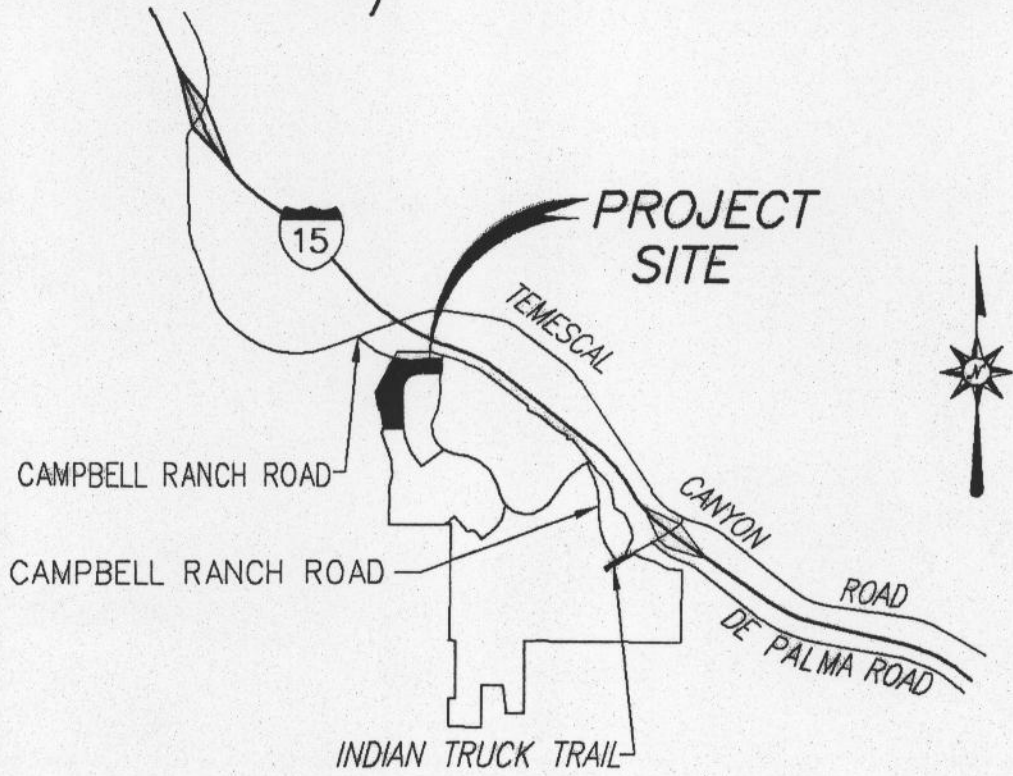 15
PROJECT
SITE
TEMESCAL
CAMPBELL RANCH ROAD
CANYON
CAMPBELL RANCH ROAD
ROAD
DE PALMA ROAD
INDIAN TRUCK TRAIL
N